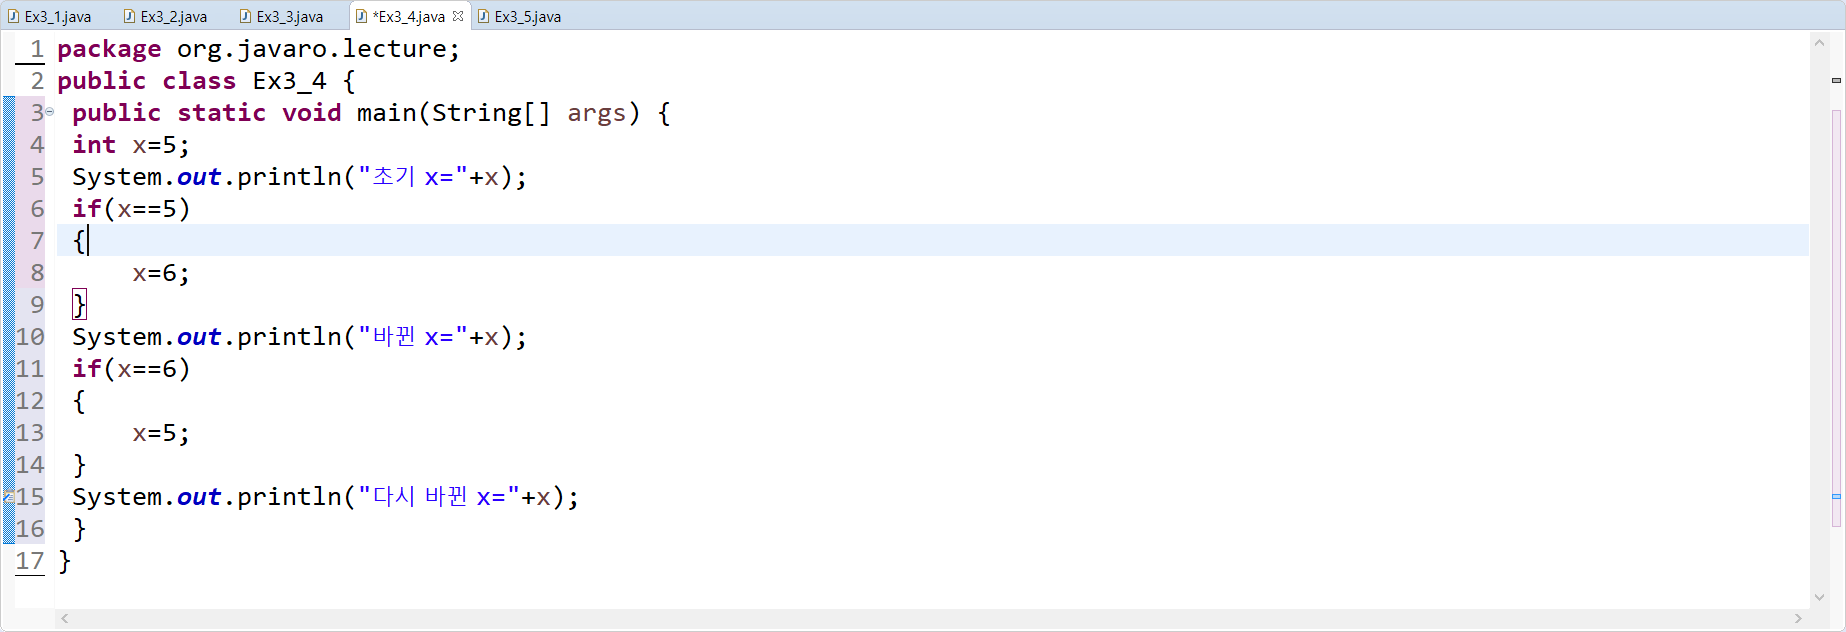 Ex3_1.java Ex3_2.java Ex3_3.java *Ex3_4.java Ex3_5.java
1 package org.javaro.lecture;
2 public class Ex3_4 {
3 public static void main(String[] args) {
4 int x=5;
5 System.out.println("초기 x="+x);
6 if(x==5)
7 {
8 x=6;
9 }
10 System.out.println("바뀐 x="+x);
11 if(x==6)
12 {
13 x=5;
14 }
15 System.out.println("다시 바뀐 x="+x);
16 }
17 }